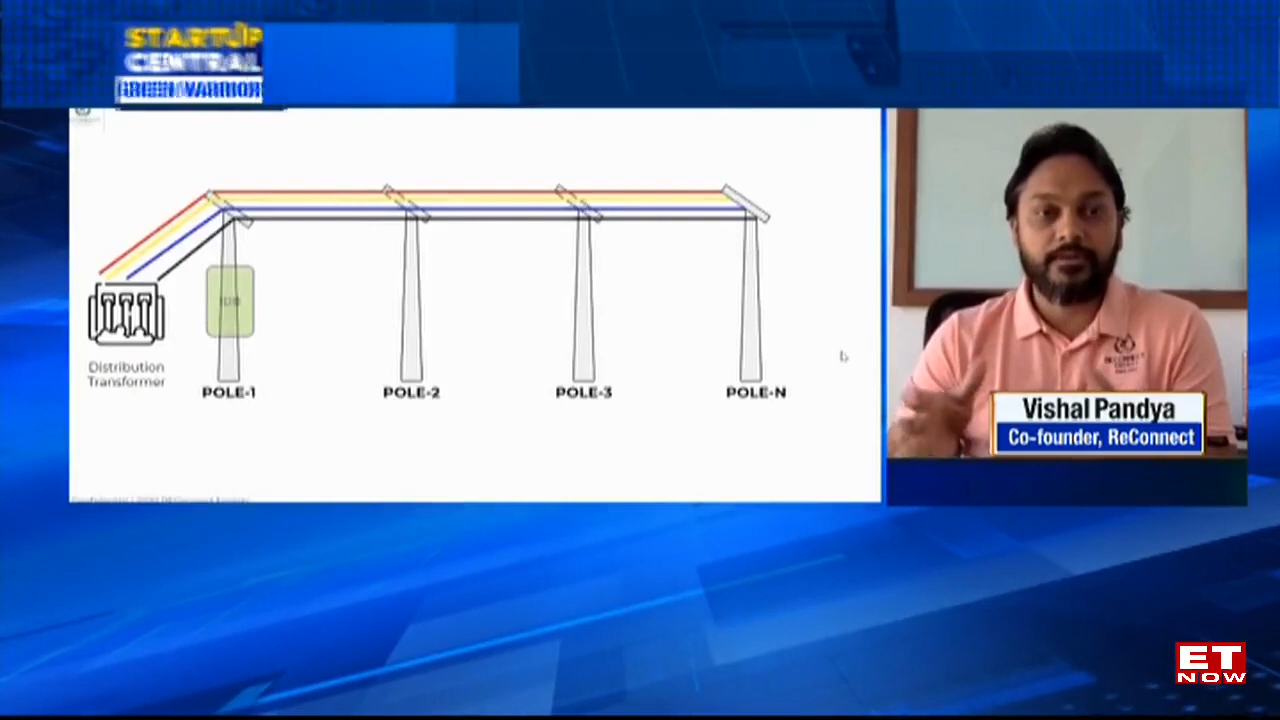 STARTUP
CENTRAL
GREEN WARRIOR
Distribution
Transformer
POLE-1
POLE-2
POLE-3
POLE-N
Vishal Pandya
Co-founder, ReConnect
ET
NOW